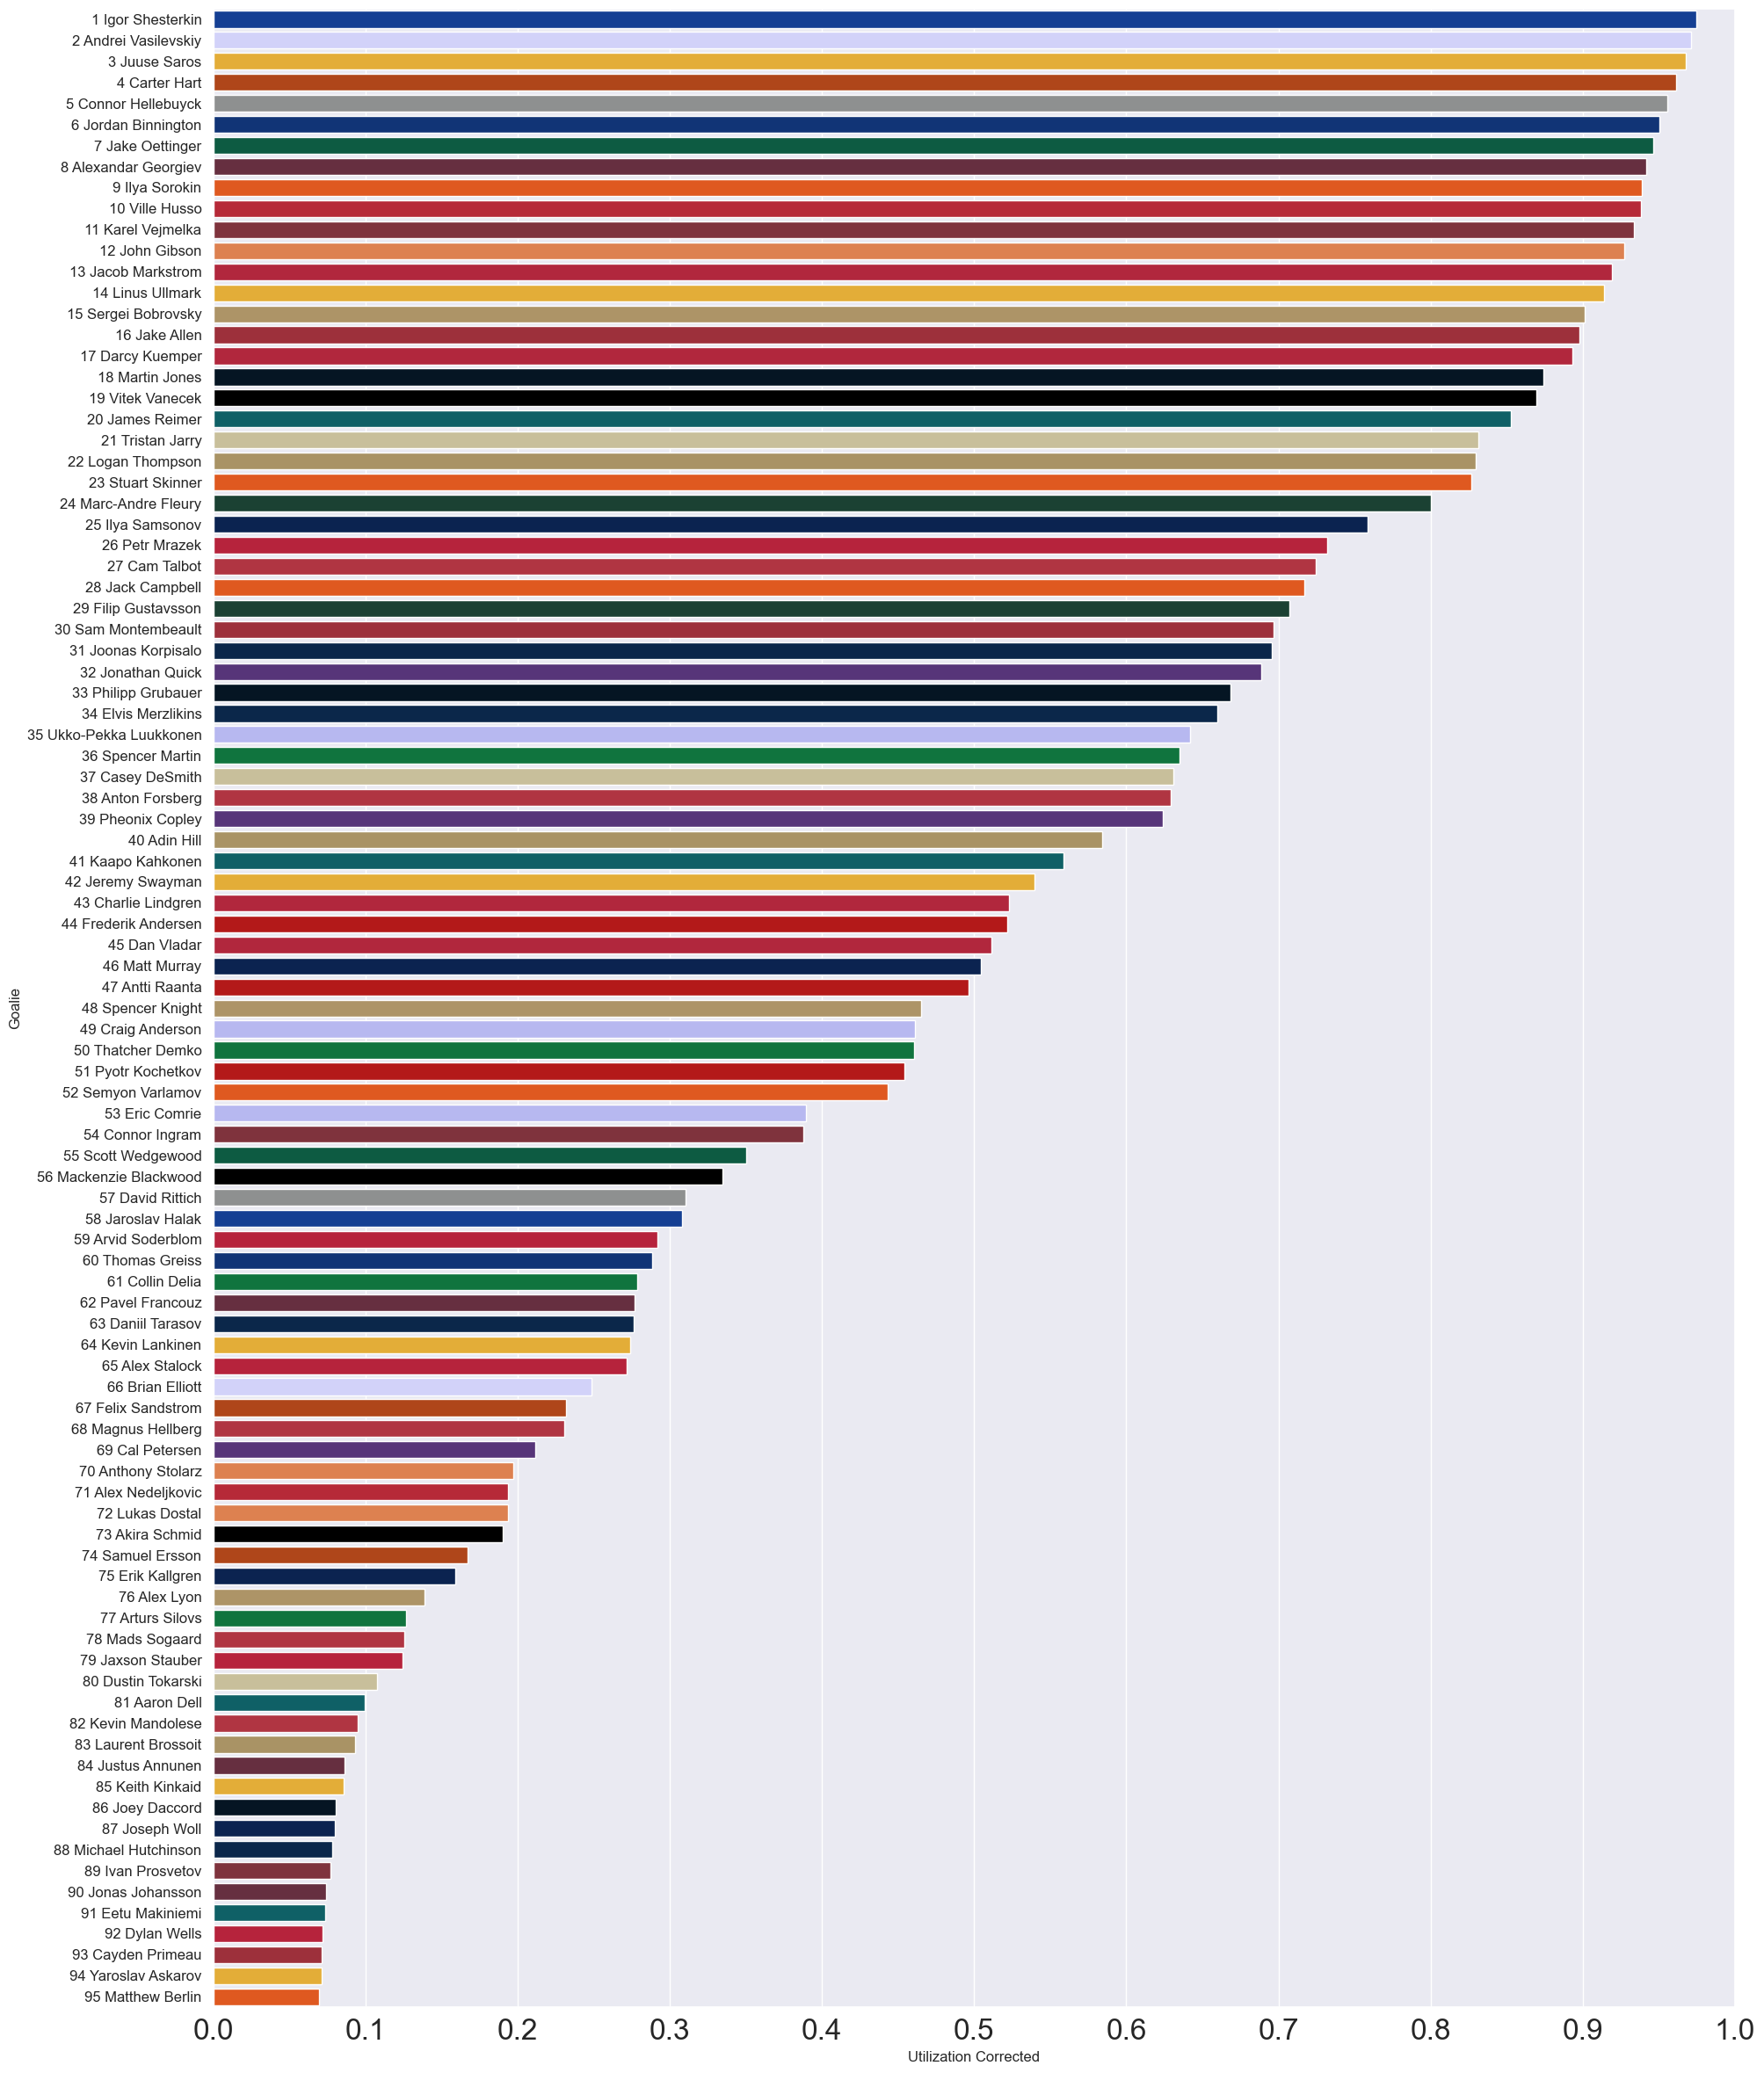 1 Igor Shesterkin
2 Andrei Vasilevskiy
3 Juuse Saros
4 Carter Hart
5 Connor Hellebuyck
6 Jordan Binnington
7 Jake Oettinger
8 Alexandar Georgiev
9 Ilya Sorokin
10 Ville Husso
11 Karel Vejmelka
12 John Gibson
13 Jacob Markstrom
14 Linus Ullmark
15 Sergei Bobrovsky
16 Jake Allen
17 Darcy Kuemper
18 Martin Jones
19 Vitek Vanecek
20 James Reimer
21 Tristan Jarry
22 Logan Thompson
23 Stuart Skinner
24 Marc-Andre Fleury
25 Ilya Samsonov
26 Petr Mrazek
27 Cam Talbot
28 Jack Campbell
29 Filip Gustavsson
30 Sam Montembeault
31 Joonas Korpisalo
32 Jonathan Quick
33 Philipp Grubauer
34 Elvis Merzlikins
35 Ukko-Pekka Luukkonen
36 Spencer Martin
37 Casey DeSmith
38 Anton Forsberg
39 Pheonix Copley
40 Adin Hill
41 Kaapo Kahkonen
42 Jeremy Swayman
43 Charlie Lindgren
44 Frederik Andersen
45 Dan Vladar
46 Matt Murray
47 Antti Raanta
48 Spencer Knight
49 Craig Anderson
50 Thatcher Demko
51 Pyotr Kochetkov
52 Semyon Varlamov
53 Eric Comrie
54 Connor Ingram
55 Scott Wedgewood
56 Mackenzie Blackwood
57 David Rittich
58 Jaroslav Halak
59 Arvid Soderblom
60 Thomas Greiss
61 Collin Delia
62 Pavel Francouz
63 Daniil Tarasov
64 Kevin Lankinen
65 Alex Stalock
66 Brian Elliott
67 Felix Sandstrom
68 Magnus Hellberg
69 Cal Petersen
70 Anthony Stolarz
71 Alex Nedeljkovic
72 Lukas Dostal
73 Akira Schmid
74 Samuel Ersson
75 Erik Kallgren
76 Alex Lyon
77 Arturs Silovs
78 Mads Sogaard
79 Jaxson Stauber
80 Dustin Tokarski
81 Aaron Dell
82 Kevin Mandolese
83 Laurent Brossoit
84 Justus Annunen
85 Keith Kinkaid
86 Joey Daccord
87 Joseph Woll
88 Michael Hutchinson
89 Ivan Prosvetov
90 Jonas Johansson
91 Eetu Makiniemi
92 Dylan Wells
93 Cayden Primeau
94 Yaroslav Askarov
95 Matthew Berlin
Goalie
0.0 0.1 0.2 0.3 0.4 0.5 0.6 0.7 0.8 0.9 1.0
Utilization Corrected